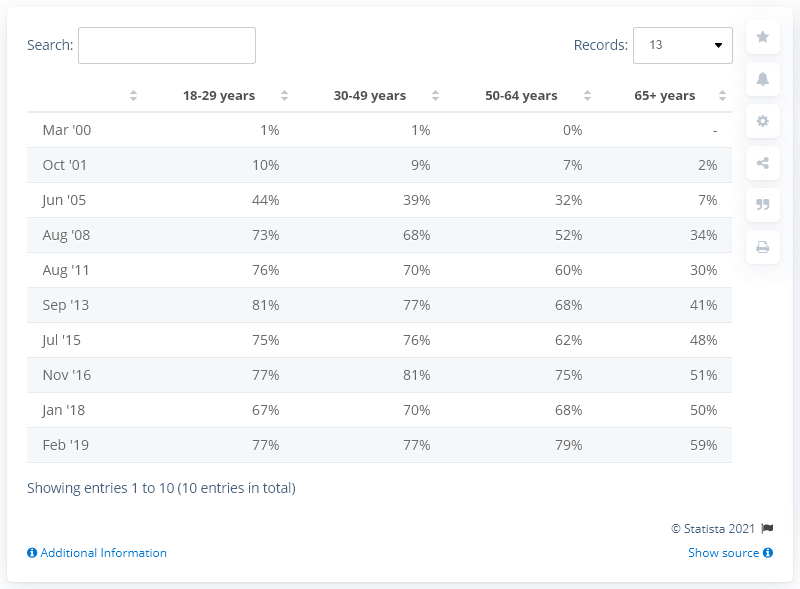 Search: Records: 13
18-29 years 30-49 years 50-64 years 65+ years
Mar '00 1% 1% 0% -
Oct '01 10% 9% 7% 2%
Jun '05 44% 39% 32% 7%
Aug '08 73% 68% 52% 34%
Aug '11 76% 70% 60% 30%
Sep '13 81% 77% 68% 41%
Jul '15 75% 76% 62% 48%
Nov '16 77% 81% 75% 51%
Jan '18 67% 70% 68% 50%
Feb '19 77% 77% 79% 59%
Showing entries 1 to 10 (10 entries in total)
© Statista 2021
Additional Information Show source